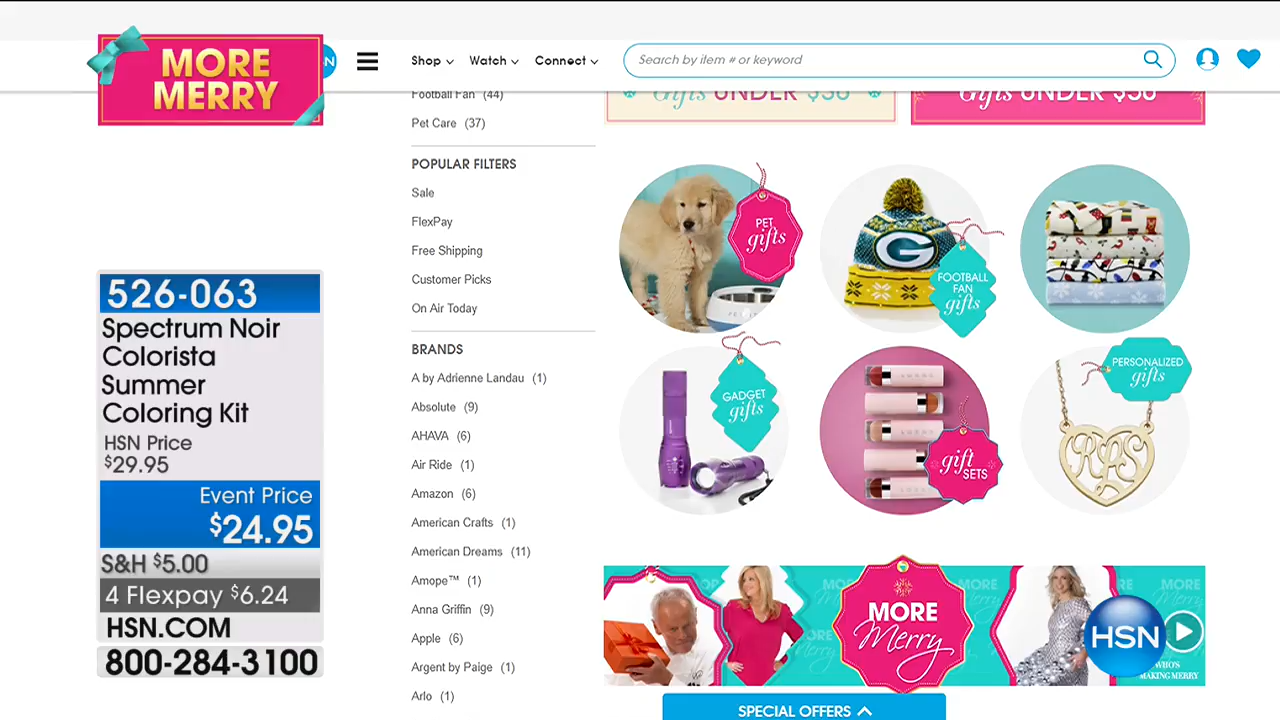 MORE
MERRY
Shop
Watch
Connect
Search by item # or keyword
Football Fan (44)
Pet Care (37)
POPULAR FILTERS
Sale
FlexPay
Free Shipping
Customer Picks
On Air Today
BRANDS
A by Adrienne Landau (1)
Absolute (9)
AHAVA (6)
Air Ride (1)
Amazon (6)
American Crafts (1)
American Dreams (11)
Amope™ (1)
Anna Griffin (9)
Apple (6)
Argent by Paige (1)
Arlo (1)
Gifts UNDER $30
Gifts UNDER $50
PET
gifts
FOOTBALL
FAN
gifts
GADGET
gifts
gift
SETS
PERSONALIZED
gifts
RLS
MORE
Merry
HSN
WHO'S
MAKING MERRY
SPECIAL OFFERS
526-063
Spectrum Noir
Colorista
Summer
Coloring Kit
HSN Price
$29.95
Event Price
$24.95
S&H $5.00
4 Flexpay $6.24
HSN.COM
800-284-3100